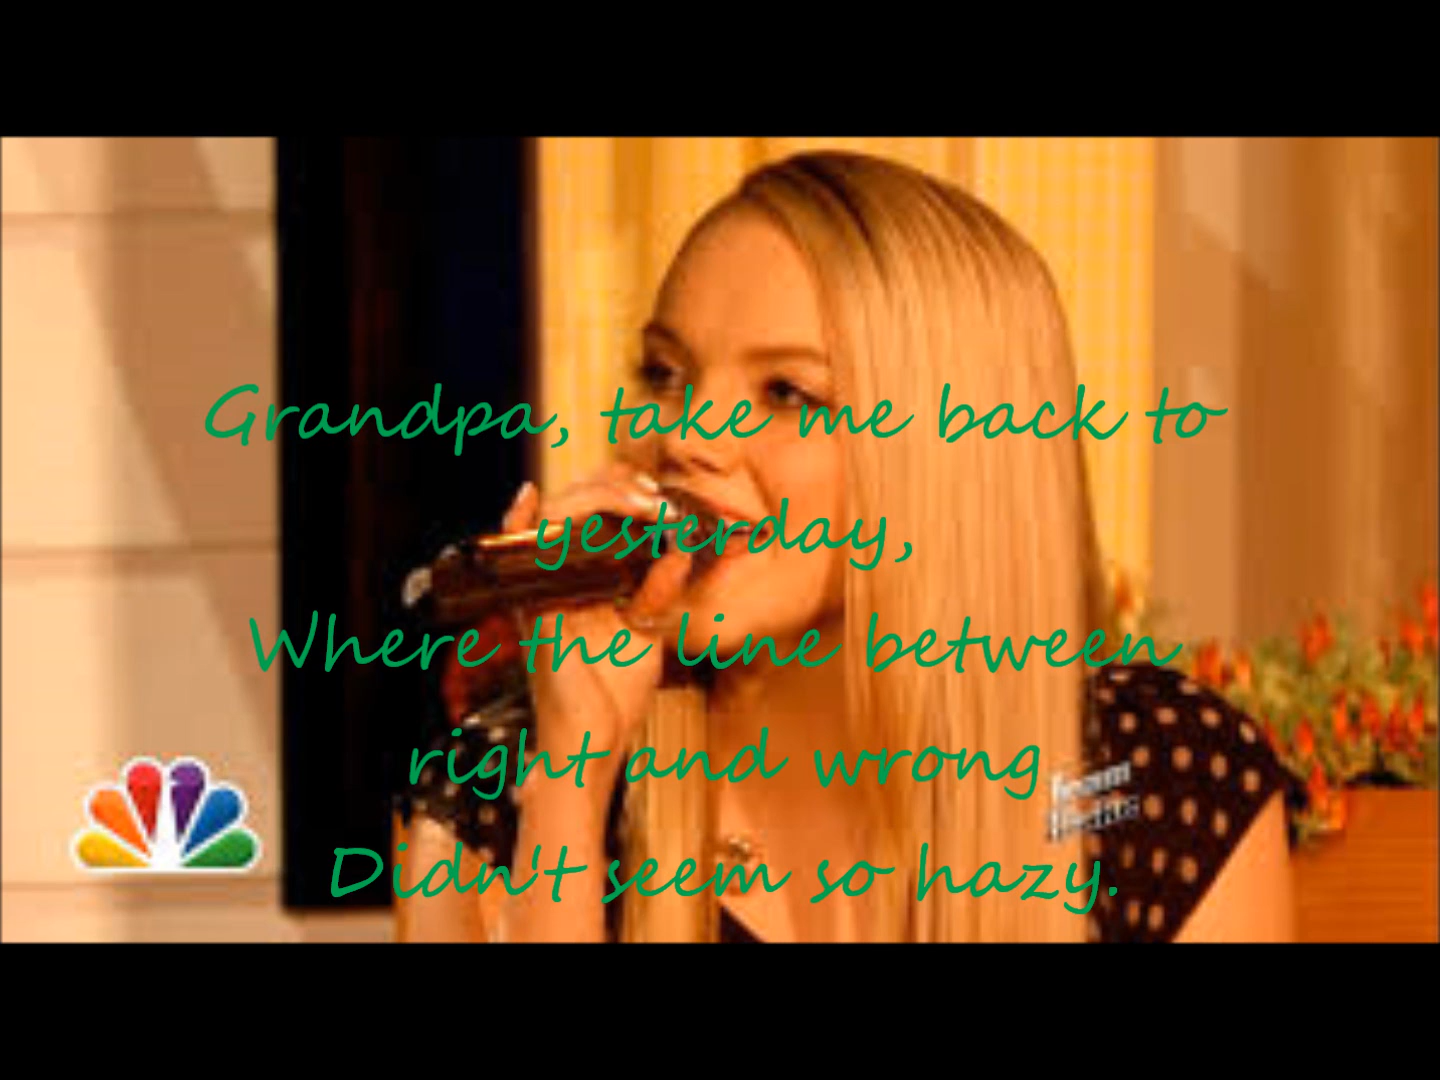 Grandpa, take me back to
yesterday,
Where the line between
right and wrong
Didn't seem so hazy.